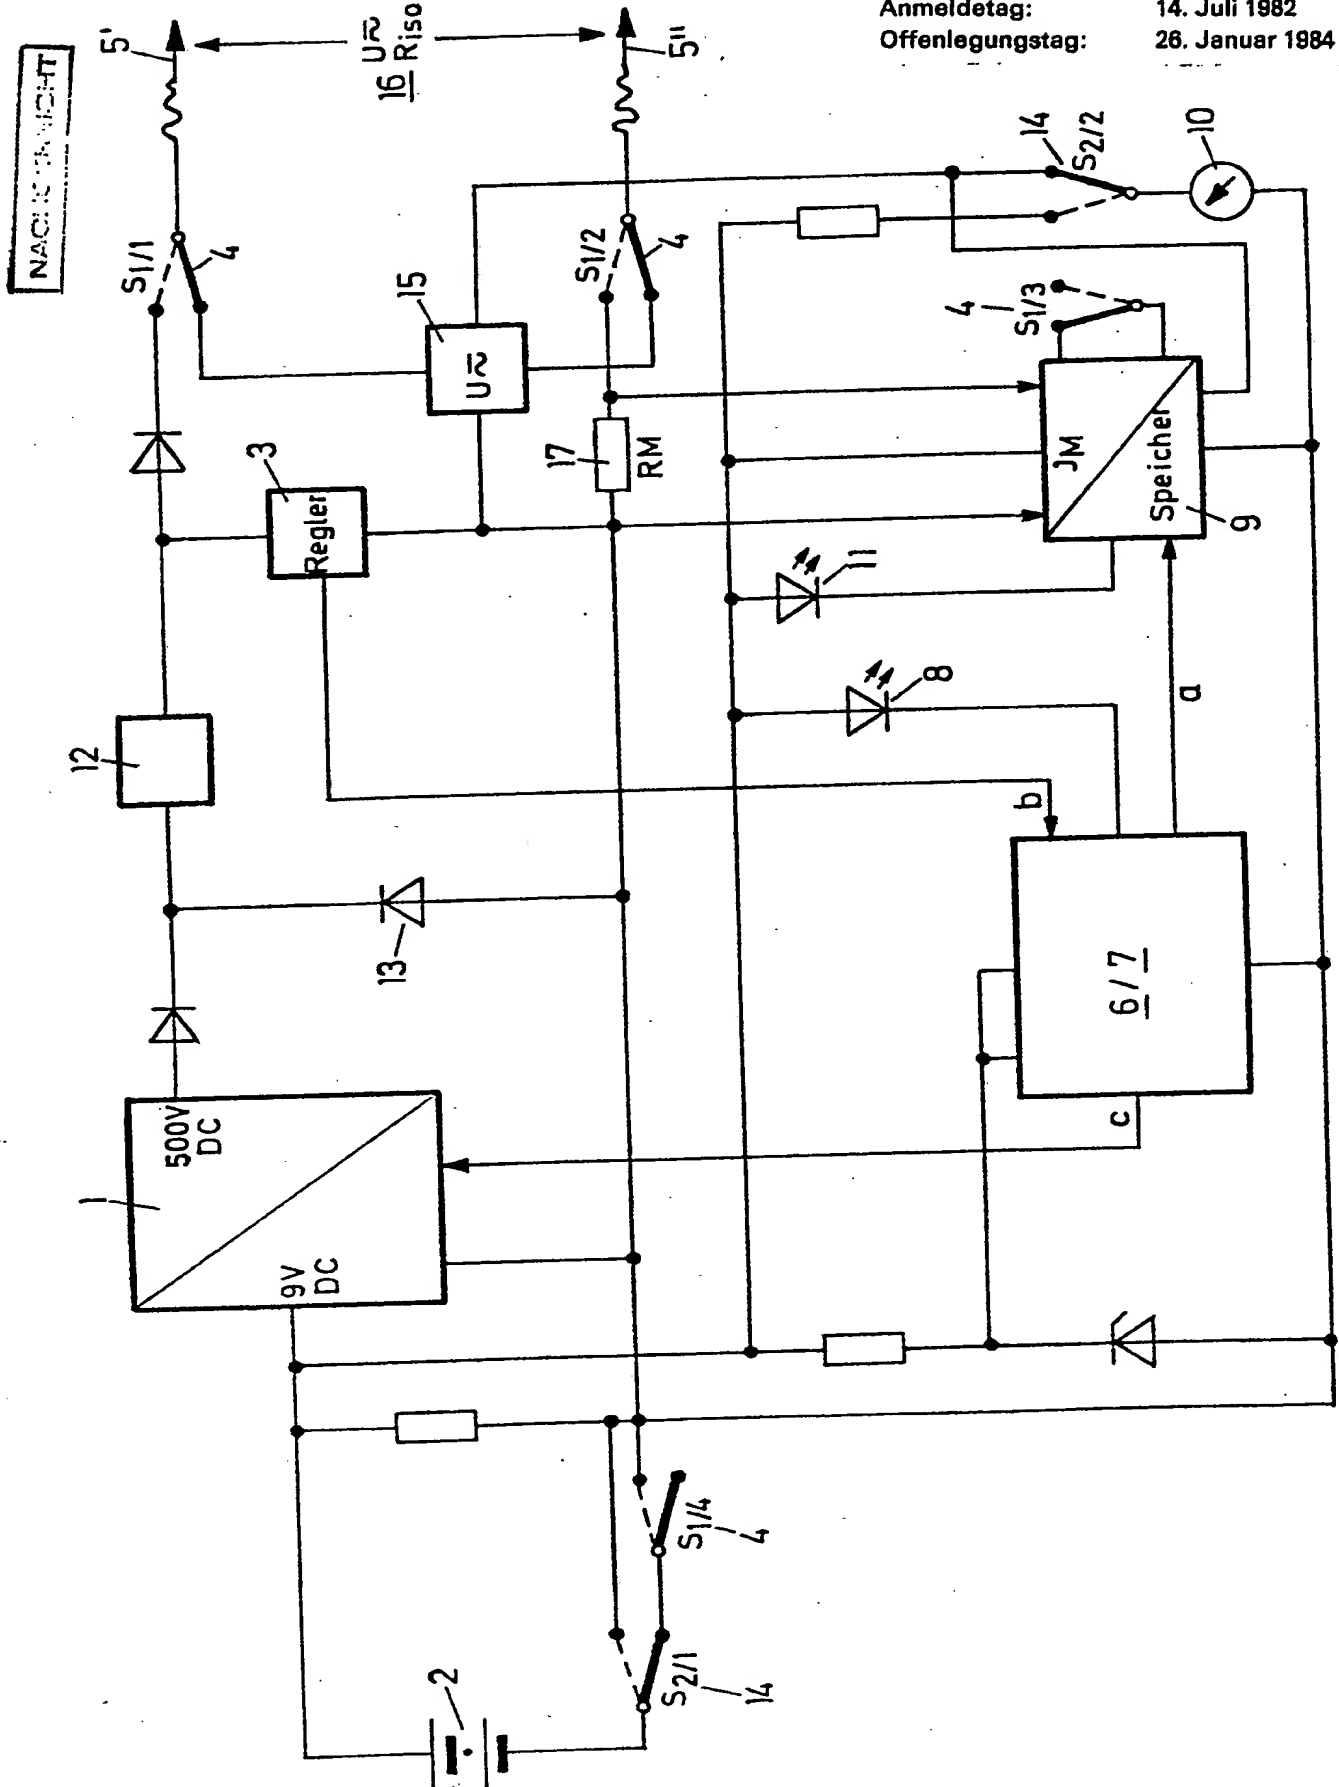 Anmeldetag: 14. Juli 1982
Offenlegungstag: 26. Januar 1984
5'
U≂
16 Riso
5"
S1/1
4
15
U≂
S1/2
4
14
S2/2
10
3
Regler
17
RM
4
S1/3
JM
Speicher
9
11
12
8
a
b
13
6/7
1
500V
DC
9V
DC
c
S1/4
4
2
S2/1
14